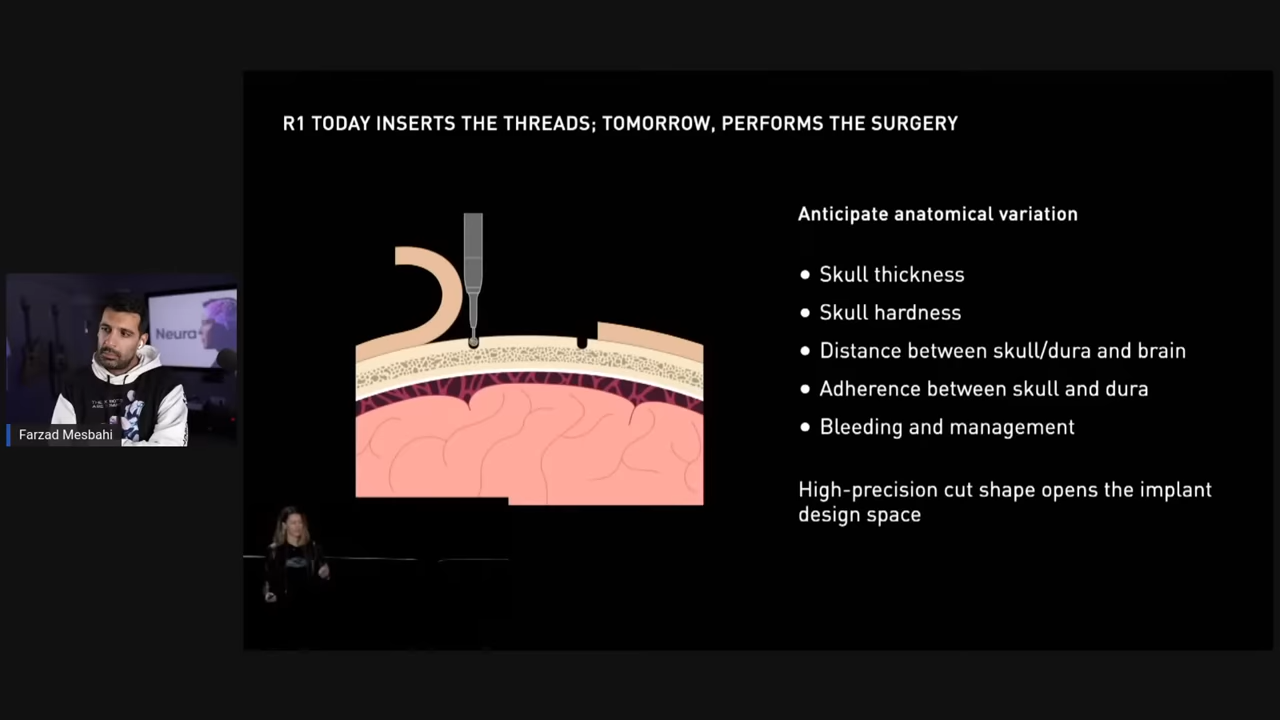 R1 TODAY INSERTS THE THREADS; TOMORROW, PERFORMS THE SURGERY
Anticipate anatomical variation
● Skull thickness
● Skull hardness
● Distance between skull/dura and brain
● Adherence between skull and dura
● Bleeding and management
High-precision cut shape opens the implant
design space
Neura
Farzad Mesbahi